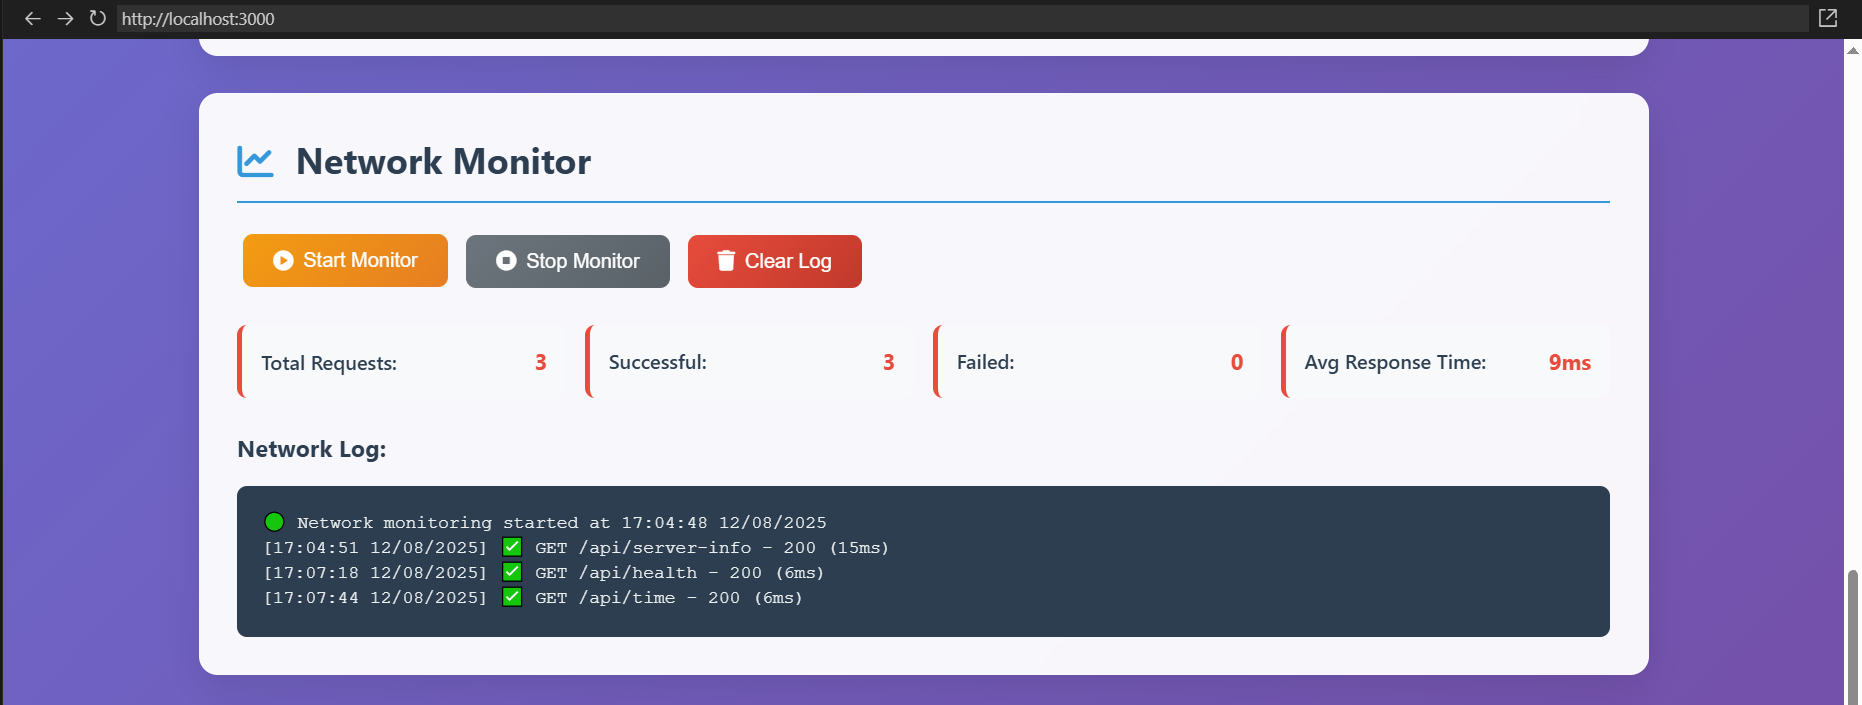 http://localhost:3000
Network Monitor
Start Monitor
Stop Monitor
Clear Log
Total Requests: 3
Successful: 3
Failed: 0
Avg Response Time: 9ms
Network Log:
Network monitoring started at 17:04:48 12/08/2025
[17:04:51 12/08/2025] ✅ GET /api/server-info - 200 (15ms)
[17:07:18 12/08/2025] ✅ GET /api/health - 200 (6ms)
[17:07:44 12/08/2025] ✅ GET /api/time - 200 (6ms)